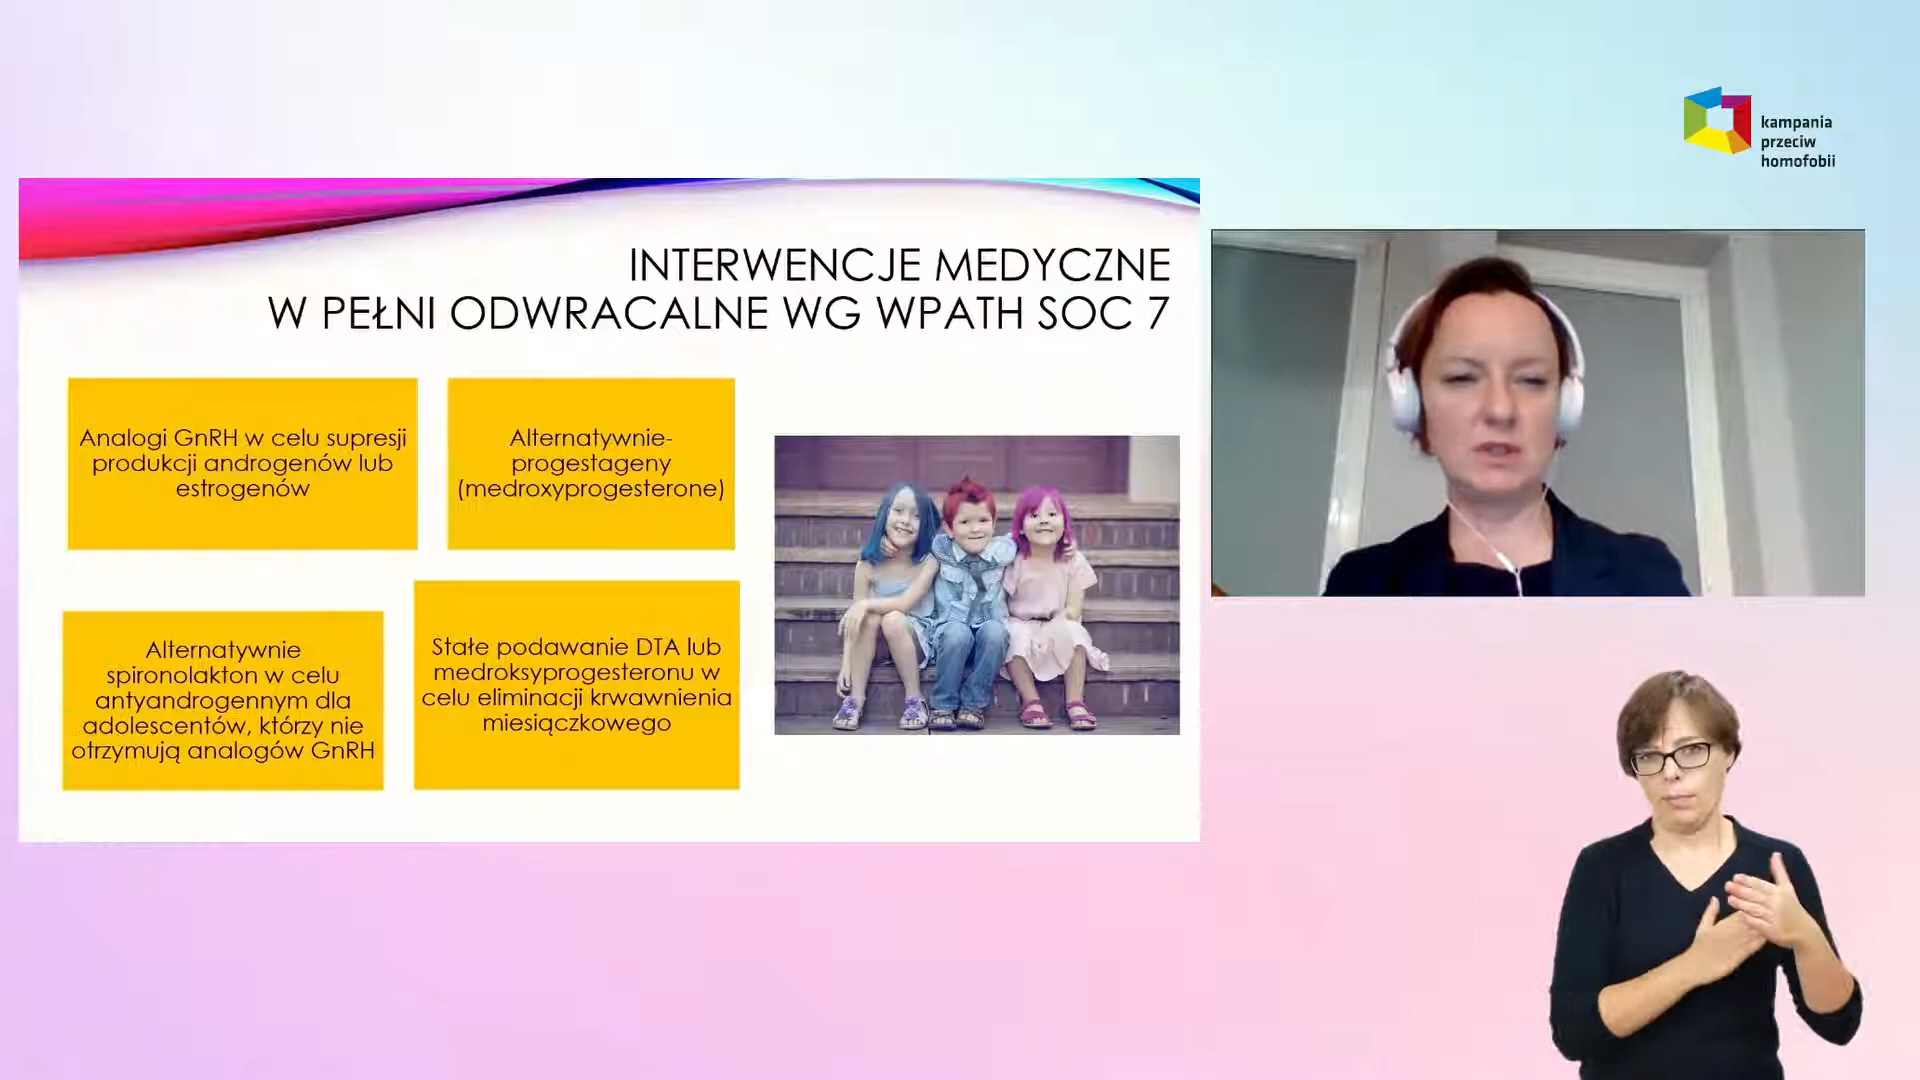 kampania
przeciw
homofobii
INTERWENCJE MEDYCZNE
W PEŁNI ODWRACALNE WG WPATH SOC 7
Analogi GnRH w celu supresji
produkcji androgenów lub
estrogenów
Alternatywnie-
progestageny
(medroxyprogesterone)
Alternatywnie
spironolakton w celu
antyandrogennym dla
adolescentów, którzy nie
otrzymują analogów GnRH
Stałe podawanie DTA lub
medroksyprogesteronu w
celu eliminacji krwawnienia
miesiączkowego